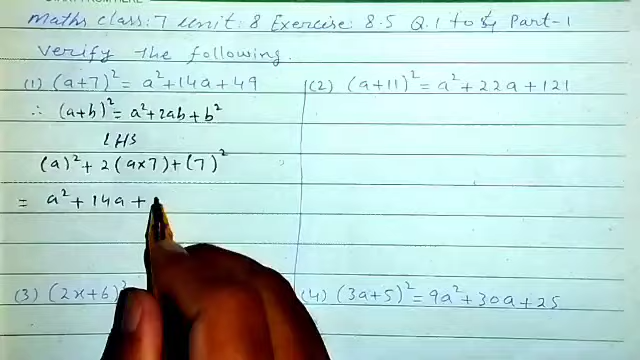 Maths class: 7 Unit: 8 Exercise: 8.5 Q.1 to 4 Part-1
Verify the following.
(1) (a+7)² = a²+14a+49
∴ (a+b)² = a²+2ab+b²
LHS
(a)² + 2(a×7)+(7)²
= a² + 14a +
(2) (a+11)² = a²+22a+121
(3) (2x+6)²
(4) (3a+5)² = 9a²+30a+25